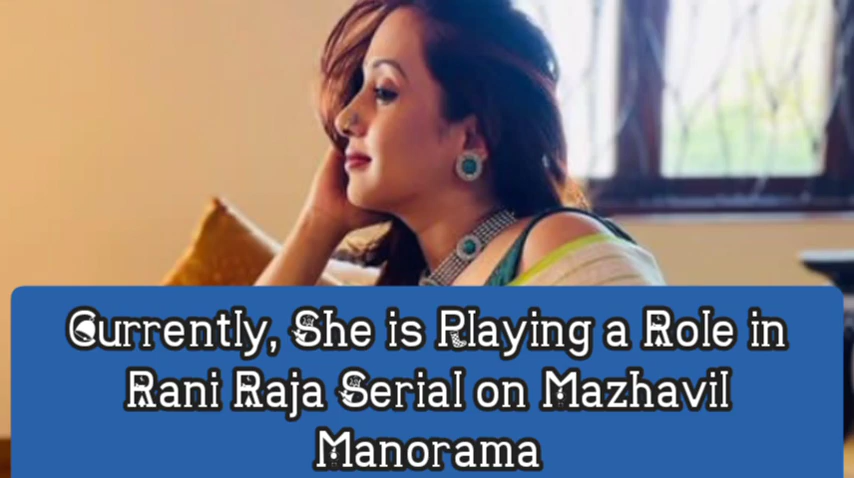 Currently, She is Playing a Role in
Rani Raja Serial on Mazhavil
Manorama